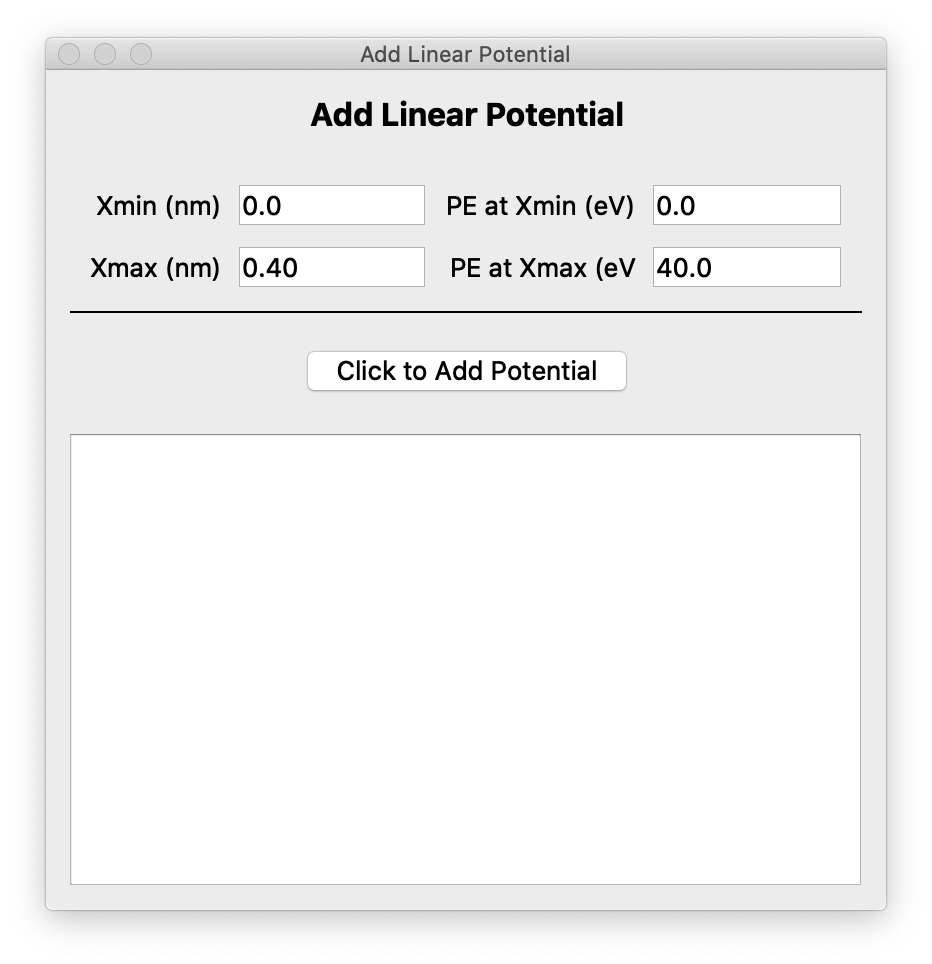 Add Linear Potential
Add Linear Potential
Xmin (nm) 0.0 PE at Xmin (eV) 0.0
Xmax (nm) 0.40 PE at Xmax (eV 40.0
Click to Add Potential